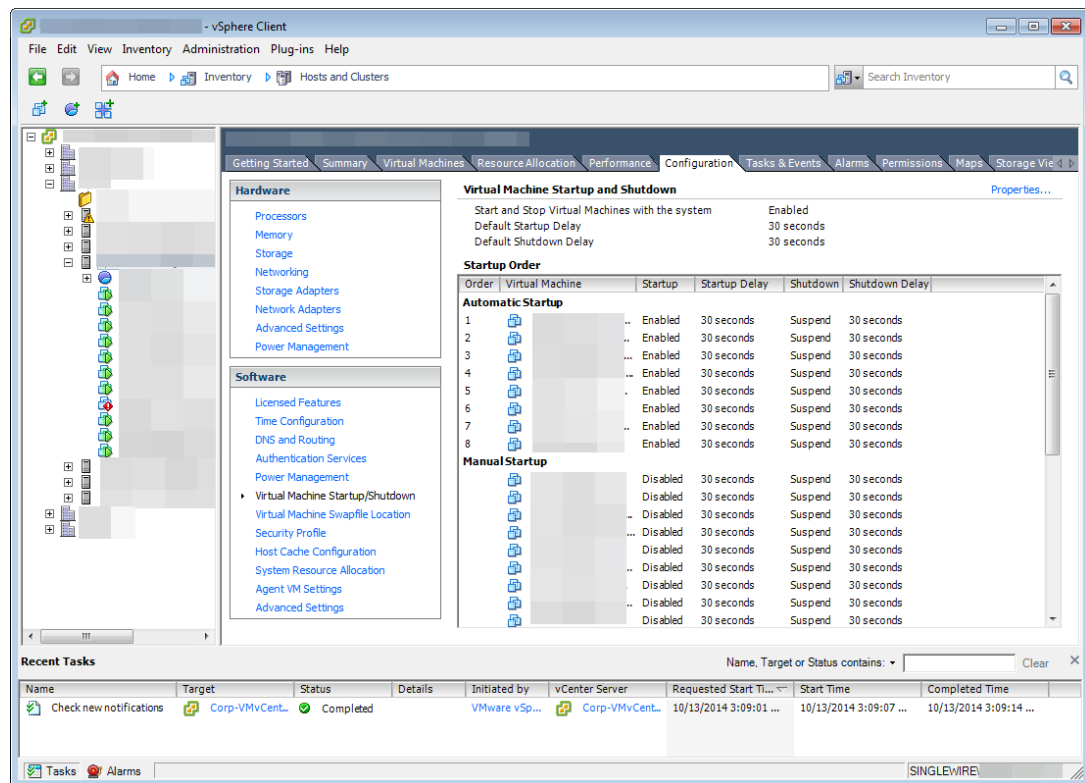 - vSphere Client
File Edit View Inventory Administration Plug-ins Help
Home Inventory Hosts and Clusters Search Inventory
Getting Started Summary Virtual Machines Resource Allocation Performance Configuration Tasks & Events Alarms Permissions Maps Storage Vie
Hardware
Processors
Memory
Storage
Networking
Storage Adapters
Network Adapters
Advanced Settings
Power Management
Software
Licensed Features
Time Configuration
DNS and Routing
Authentication Services
Power Management
Virtual Machine Startup/Shutdown
Virtual Machine Swapfile Location
Security Profile
Host Cache Configuration
System Resource Allocation
Agent VM Settings
Advanced Settings
Virtual Machine Startup and Shutdown Properties...
Start and Stop Virtual Machines with the system Enabled
Default Startup Delay 30 seconds
Default Shutdown Delay 30 seconds
Startup Order
Order Virtual Machine Startup Startup Delay Shutdown Shutdown Delay
Automatic Startup
1 .. Enabled 30 seconds Suspend 30 seconds
2 .. Enabled 30 seconds Suspend 30 seconds
3 ... Enabled 30 seconds Suspend 30 seconds
4 ... Enabled 30 seconds Suspend 30 seconds
5 . Enabled 30 seconds Suspend 30 seconds
6 Enabled 30 seconds Suspend 30 seconds
7 .. Enabled 30 seconds Suspend 30 seconds
8 Enabled 30 seconds Suspend 30 seconds
Manual Startup
Disabled 30 seconds Suspend 30 seconds
Disabled 30 seconds Suspend 30 seconds
... Disabled 30 seconds Suspend 30 seconds
... Disabled 30 seconds Suspend 30 seconds
Disabled 30 seconds Suspend 30 seconds
.. Disabled 30 seconds Suspend 30 seconds
. Disabled 30 seconds Suspend 30 seconds
.. Disabled 30 seconds Suspend 30 seconds
Disabled 30 seconds Suspend 30 seconds
Recent Tasks Name, Target or Status contains: Clear
Name Target Status Details Initiated by vCenter Server Requested Start Ti... Start Time Completed Time
Check new notifications Corp-VMvCent... Completed VMware vSp... Corp-VMvCent... 10/13/2014 3:09:01 ... 10/13/2014 3:09:07 ... 10/13/2014 3:09:14 ...
Tasks Alarms SINGLEWIRE\